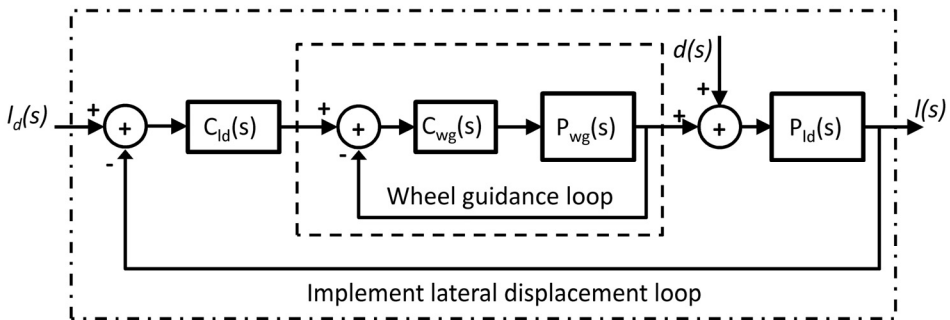 d(s)
l_d(s)
+
+
C_ld(s)
+
+
C_wg(s)
P_wg(s)
+
+
+
P_ld(s)
l(s)
-
-
Wheel guidance loop
Implement lateral displacement loop